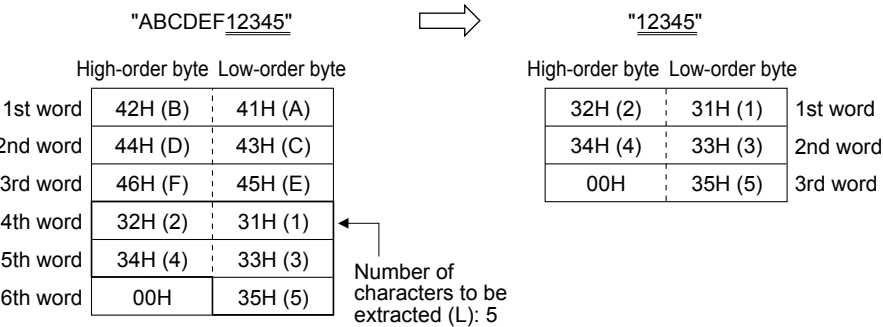 "ABCDEF12345" "12345"
High-order byte Low-order byte High-order byte Low-order byte
1st word 42H (B) 41H (A) 32H (2) 31H (1) 1st word
2nd word 44H (D) 43H (C) 34H (4) 33H (3) 2nd word
3rd word 46H (F) 45H (E) 00H 35H (5) 3rd word
4th word 32H (2) 31H (1)
5th word 34H (4) 33H (3)
6th word 00H 35H (5)
Number of
characters to be
extracted (L): 5